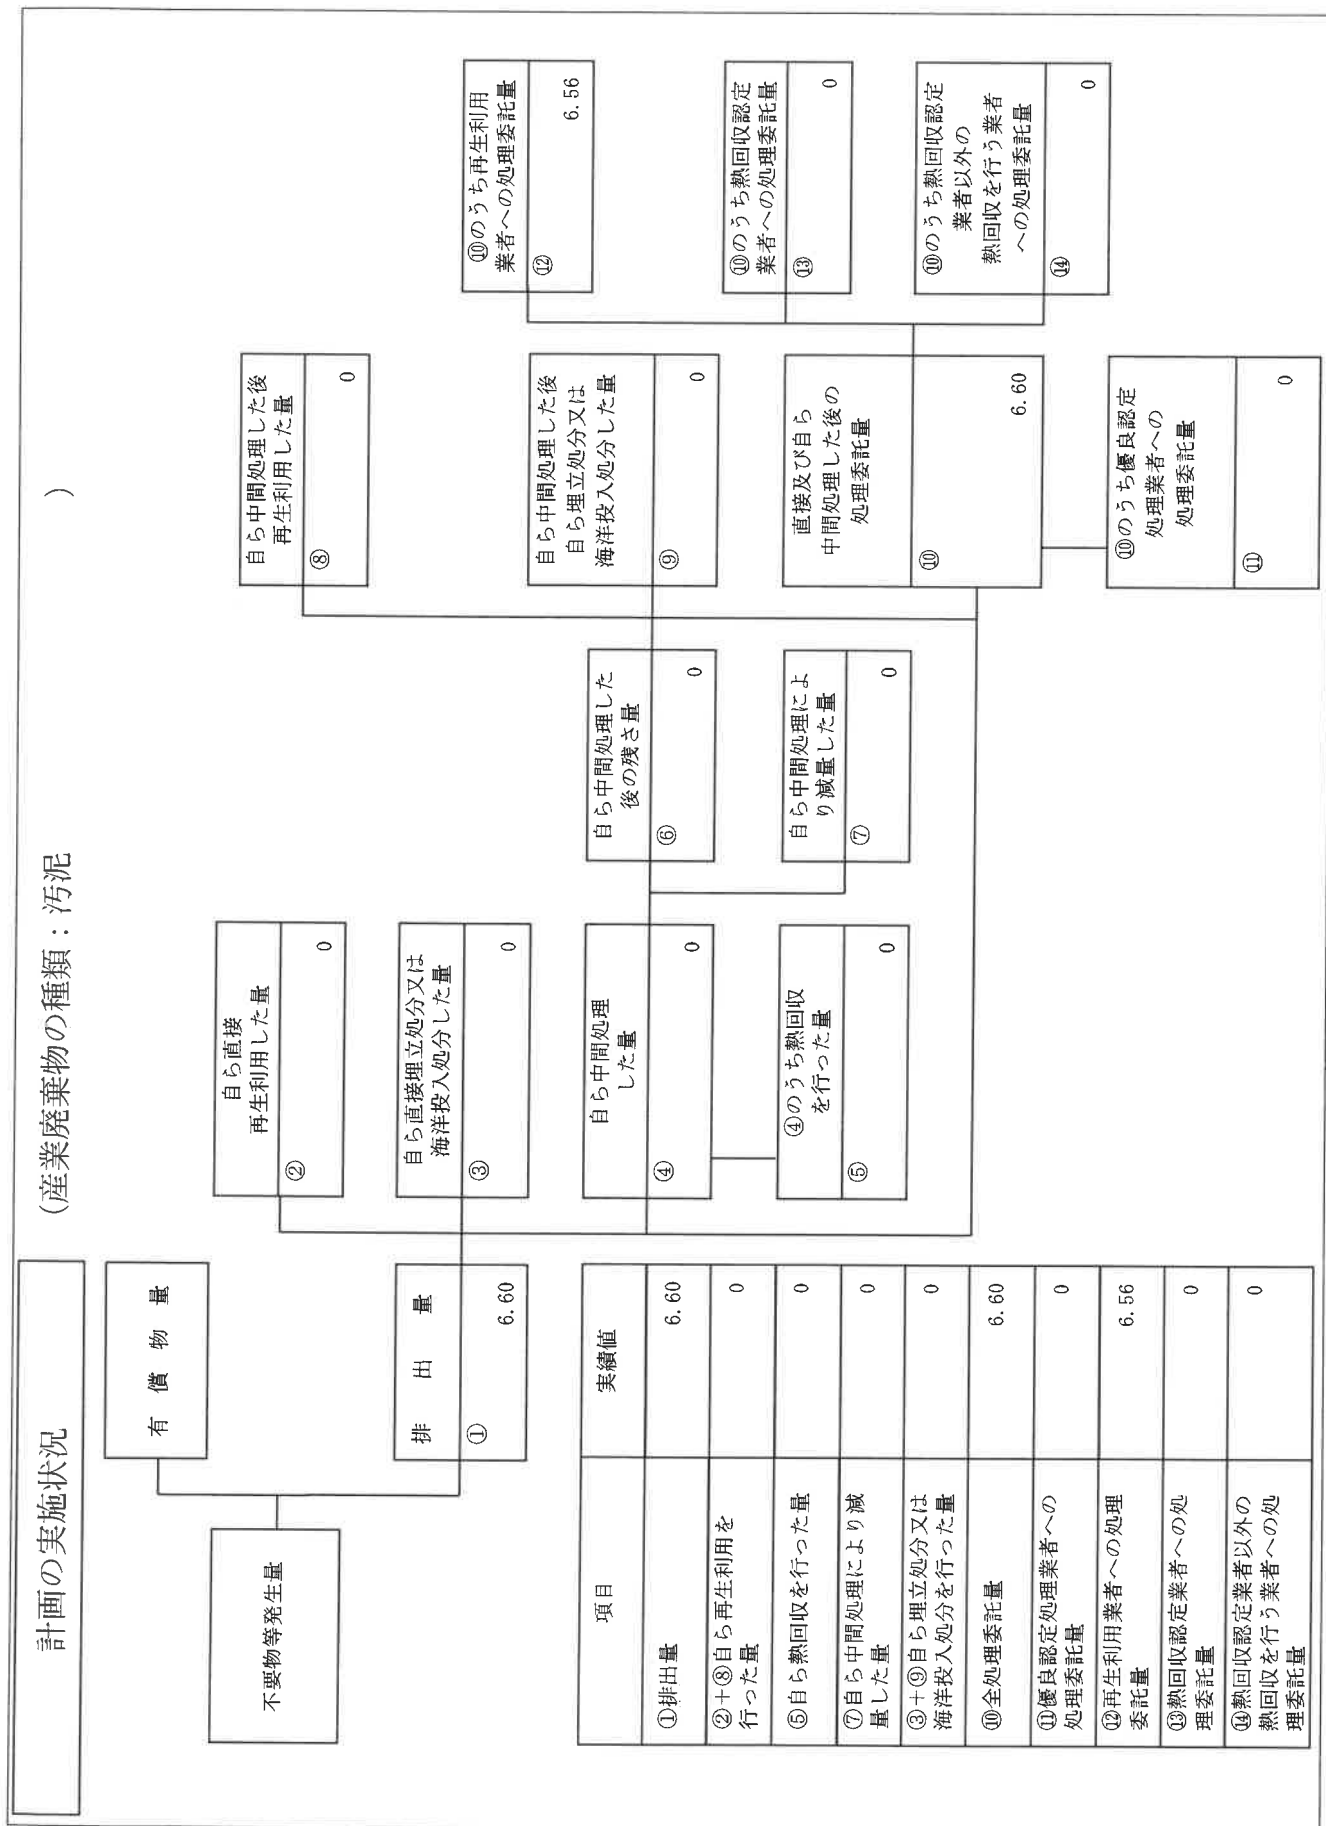 計画の実施状況
(産業廃棄物の種類：汚泥 )
不要物等発生量
有 償 物 量
排 出 量
① 6.60
自ら直接
再生利用した量
② 0
自ら直接埋立処分又は
海洋投入処分した量
③ 0
自ら中間処理
した量
④ 0
④のうち熱回収
を行った量
⑤ 0
自ら中間処理した
後の残さ量
⑥ 0
自ら中間処理によ
り減量した量
⑦ 0
自ら中間処理した後
再生利用した量
⑧ 0
自ら中間処理した後
自ら埋立処分又は
海洋投入処分した量
⑨ 0
直接及び自ら
中間処理した後の
処理委託量
⑩ 6.60
⑩のうち優良認定
処理業者への
処理委託量
⑪ 0
⑩のうち再生利用
業者への処理委託量
⑫ 6.56
⑩のうち熱回収認定
業者への処理委託量
⑬ 0
⑩のうち熱回収認定
業者以外の
熱回収を行う業者
への処理委託量
⑭ 0
項目 実績値
①排出量 6.60
②+⑧自ら再生利用を
行った量 0
⑤自ら熱回収を行った量 0
⑦自ら中間処理により減
量した量 0
③+⑨自ら埋立処分又は
海洋投入処分を行った量 0
⑩全処理委託量 6.60
⑪優良認定処理業者への
処理委託量 0
⑫再生利用業者への処理
委託量 6.56
⑬熱回収認定業者への処
理委託量 0
⑭熱回収認定業者以外の
熱回収を行う業者への処
理委託量 0